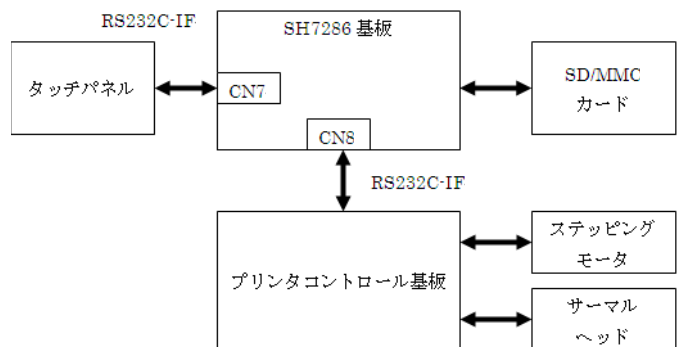 RS232C-IF
SH7286 基板
タッチパネル
CN7
SD/MMC
カード
CN8
RS232C-IF
ステッピング
モータ
プリンタコントロール基板
サーマル
ヘッド